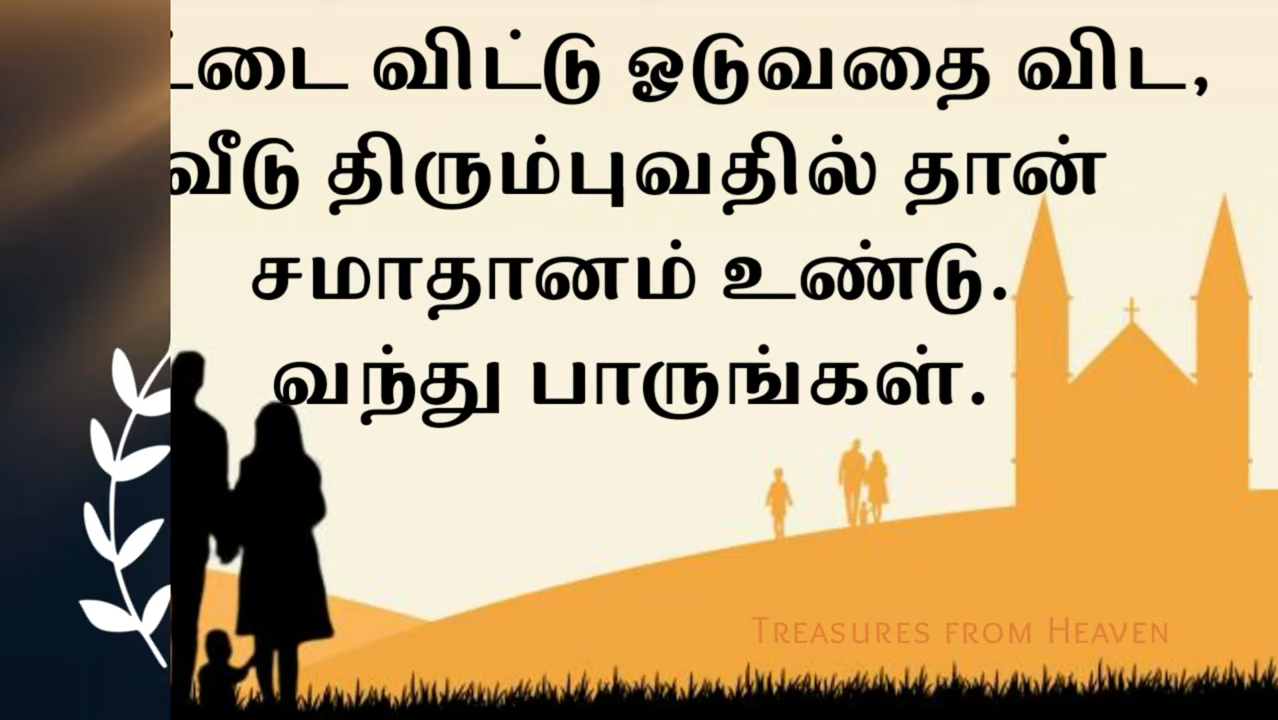 விட்டு ஓடுவதை விட,
வீடு திரும்புவதில் தான்
சமாதானம் உண்டு.
வந்து பாருங்கள்.
TREASURES FROM HEAVEN